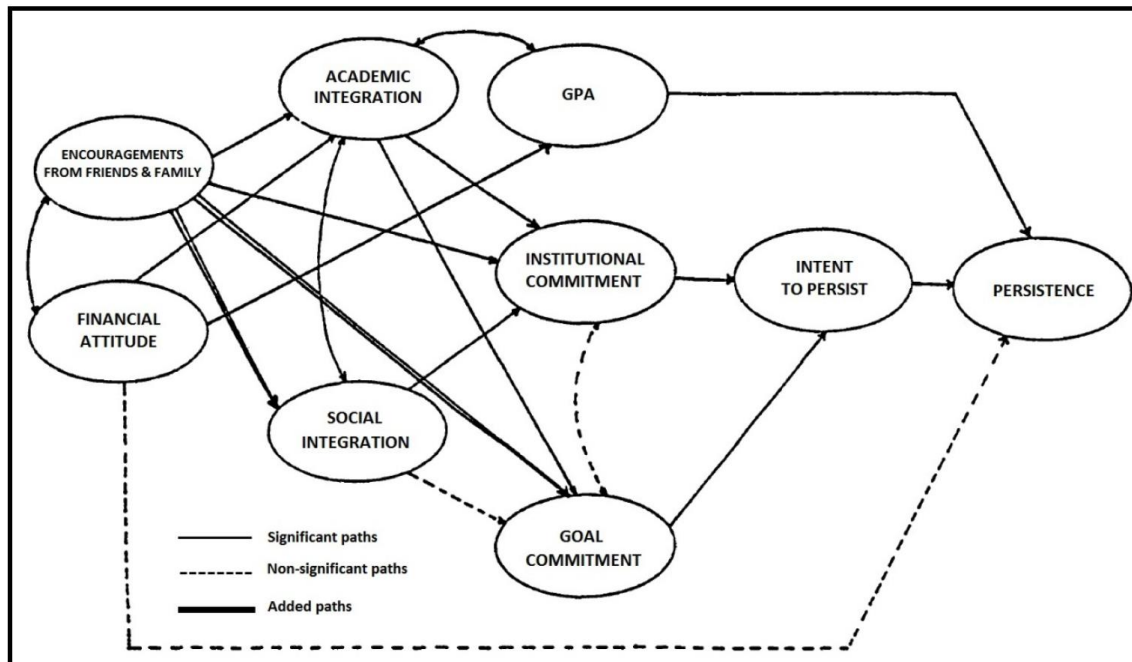 ACADEMIC
INTEGRATION
GPA
ENCOURAGEMENTS
FROM FRIENDS & FAMILY
INSTITUTIONAL
COMMITMENT
INTENT
TO PERSIST
PERSISTENCE
FINANCIAL
ATTITUDE
SOCIAL
INTEGRATION
GOAL
COMMITMENT
Significant paths
Non-significant paths
Added paths